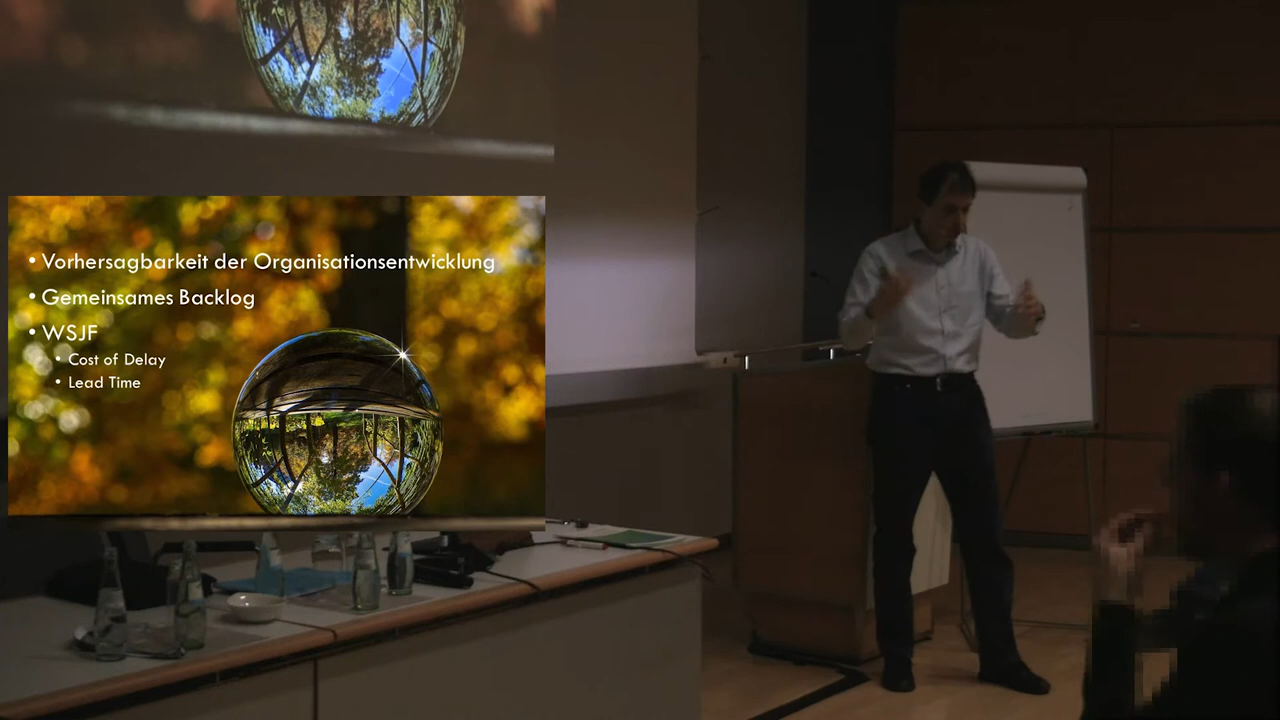 • Vorhersagbarkeit der Organisationsentwicklung
• Gemeinsames Backlog
• WSJF
• Cost of Delay
• Lead Time